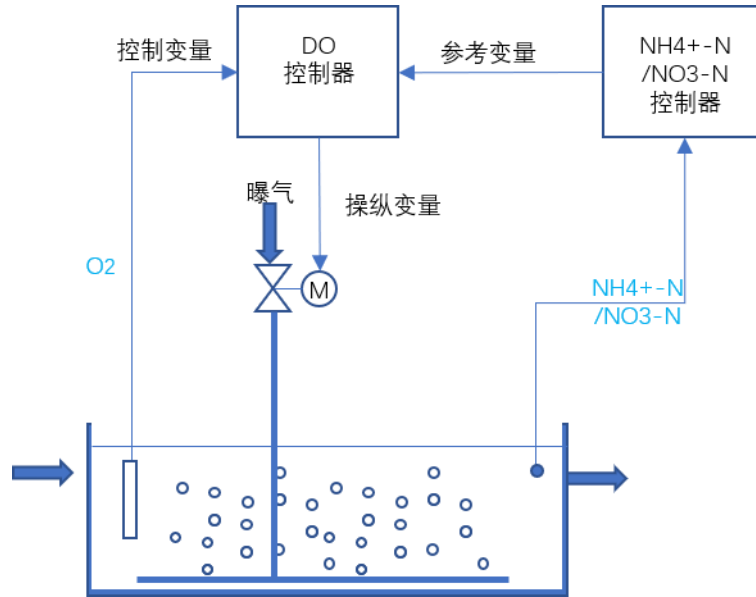 控制变量
DO
控制器
参考变量
NH4+-N
/NO3-N
控制器
曝气
操纵变量
O2
M
NH4+-N
/NO3-N